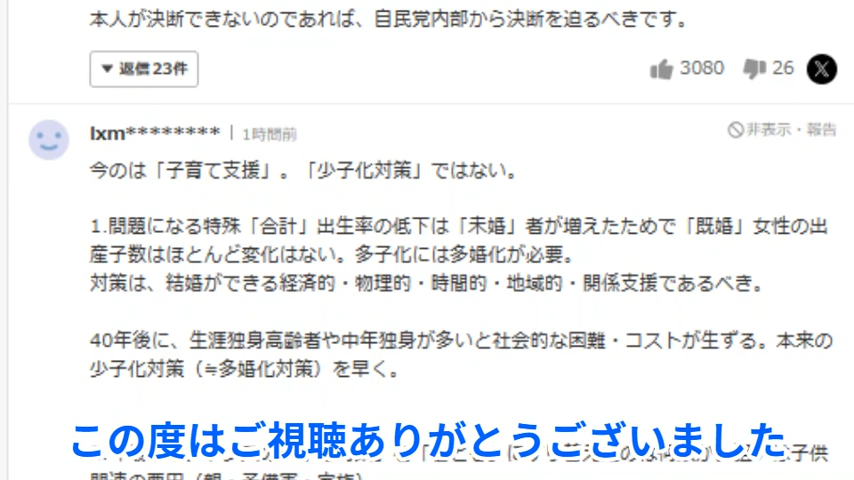 本人が決断できないのであれば、自民党内部から決断を迫るべきです。
▼ 返信23件
3080 26
lxm******** | 1時間前
非表示・報告
今のは「子育て支援」。「少子化対策」ではない。
1.問題になる特殊「合計」出生率の低下は「未婚」者が増えたためで「既婚」女性の出
産子数はほとんど変化はない。多子化には多婚化が必要。
対策は、結婚ができる経済的・物理的・時間的・地域的・関係支援であるべき。
40年後に、生涯独身高齢者や中年独身が多いと社会的な困難・コストが生ずる。本来の
少子化対策（≒多婚化対策）を早く。
この度はご視聴ありがとうございました
子供